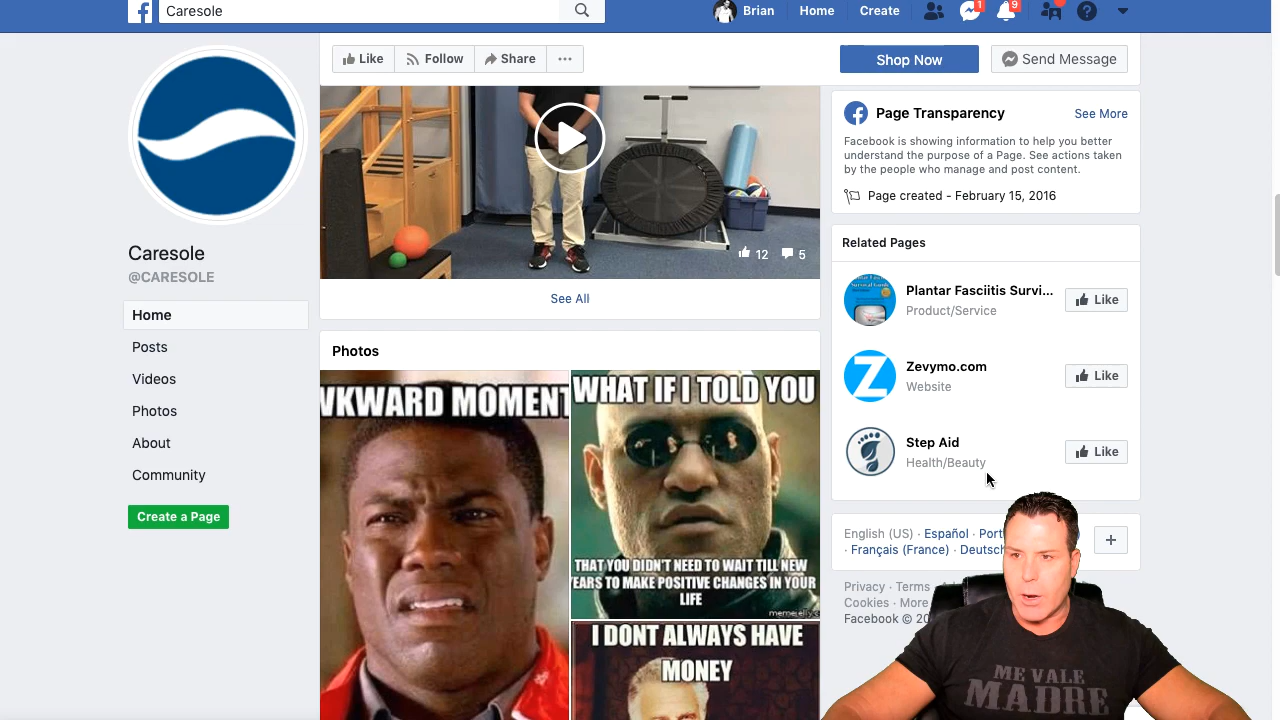 Caresole
Brian
Home
Create
1
9
Like
Follow
Share
Shop Now
Send Message
Caresole
@CARESOLE
Home
Posts
Videos
Photos
About
Community
Create a Page
12
5
See All
Photos
WKWARD MOMENT
WHAT IF I TOLD YOU
THAT YOU DIDN'T NEED TO WAIT TILL NEW
YEARS TO MAKE POSITIVE CHANGES IN YOUR
LIFE
I DONT ALWAYS HAVE
MONEY
Page Transparency
See More
Facebook is showing information to help you better
understand the purpose of a Page. See actions taken
by the people who manage and post content.
Page created - February 15, 2016
Related Pages
Plantar Fasciitis Survi...
Product/Service
Like
Zevymo.com
Website
Like
Step Aid
Health/Beauty
Like
English (US) · Español · Port
· Français (France) · Deutsch
Privacy · Terms
Cookies · More
Facebook © 20
ME VALE
MADRE